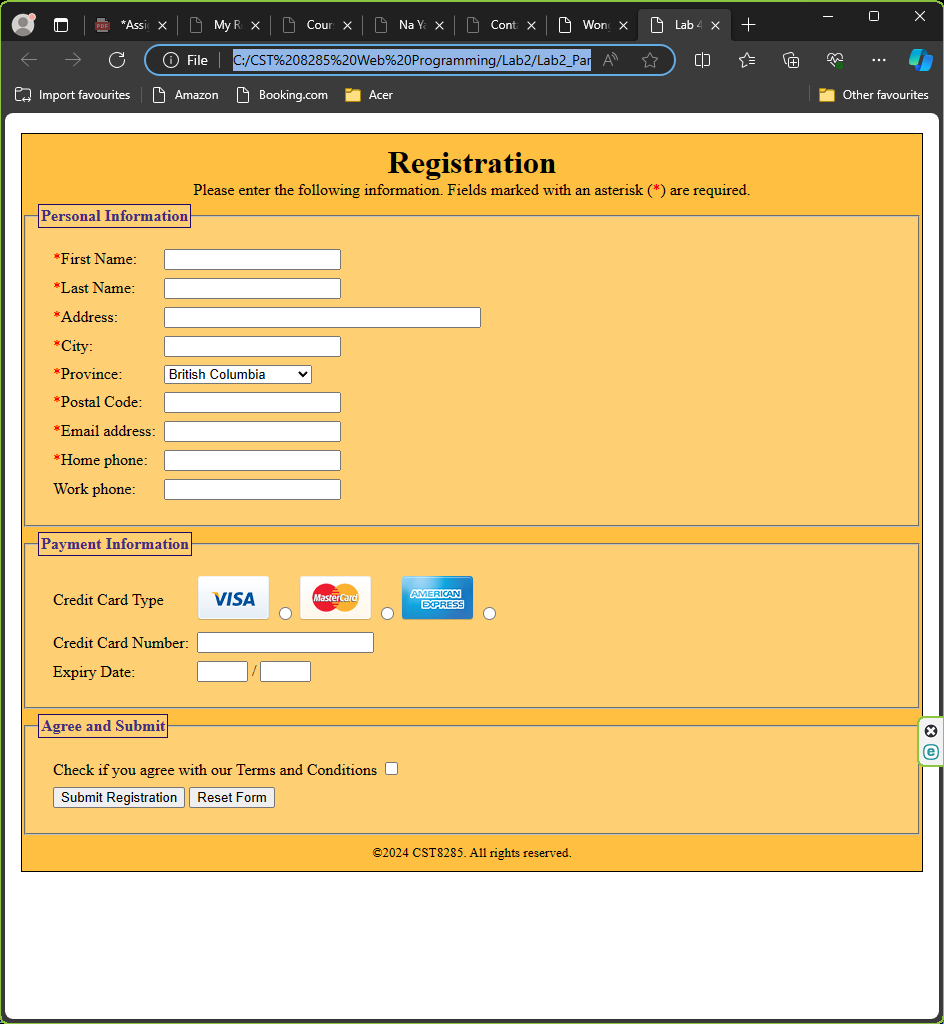 *Assi
My R
Cour
Na Ya
Cont
Wong
Lab 4
File C:/CST%208285%20Web%20Programming/Lab2/Lab2_Par
Import favourites Amazon Booking.com Acer Other favourites
Registration
Please enter the following information. Fields marked with an asterisk (*) are required.
Personal Information
*First Name:
*Last Name:
*Address:
*City:
*Province: British Columbia
*Postal Code:
*Email address:
*Home phone:
Work phone:
Payment Information
Credit Card Type VISA MasterCard AMERICAN EXPRESS
Credit Card Number:
Expiry Date: /
Agree and Submit
Check if you agree with our Terms and Conditions
Submit Registration Reset Form
©2024 CST8285. All rights reserved.